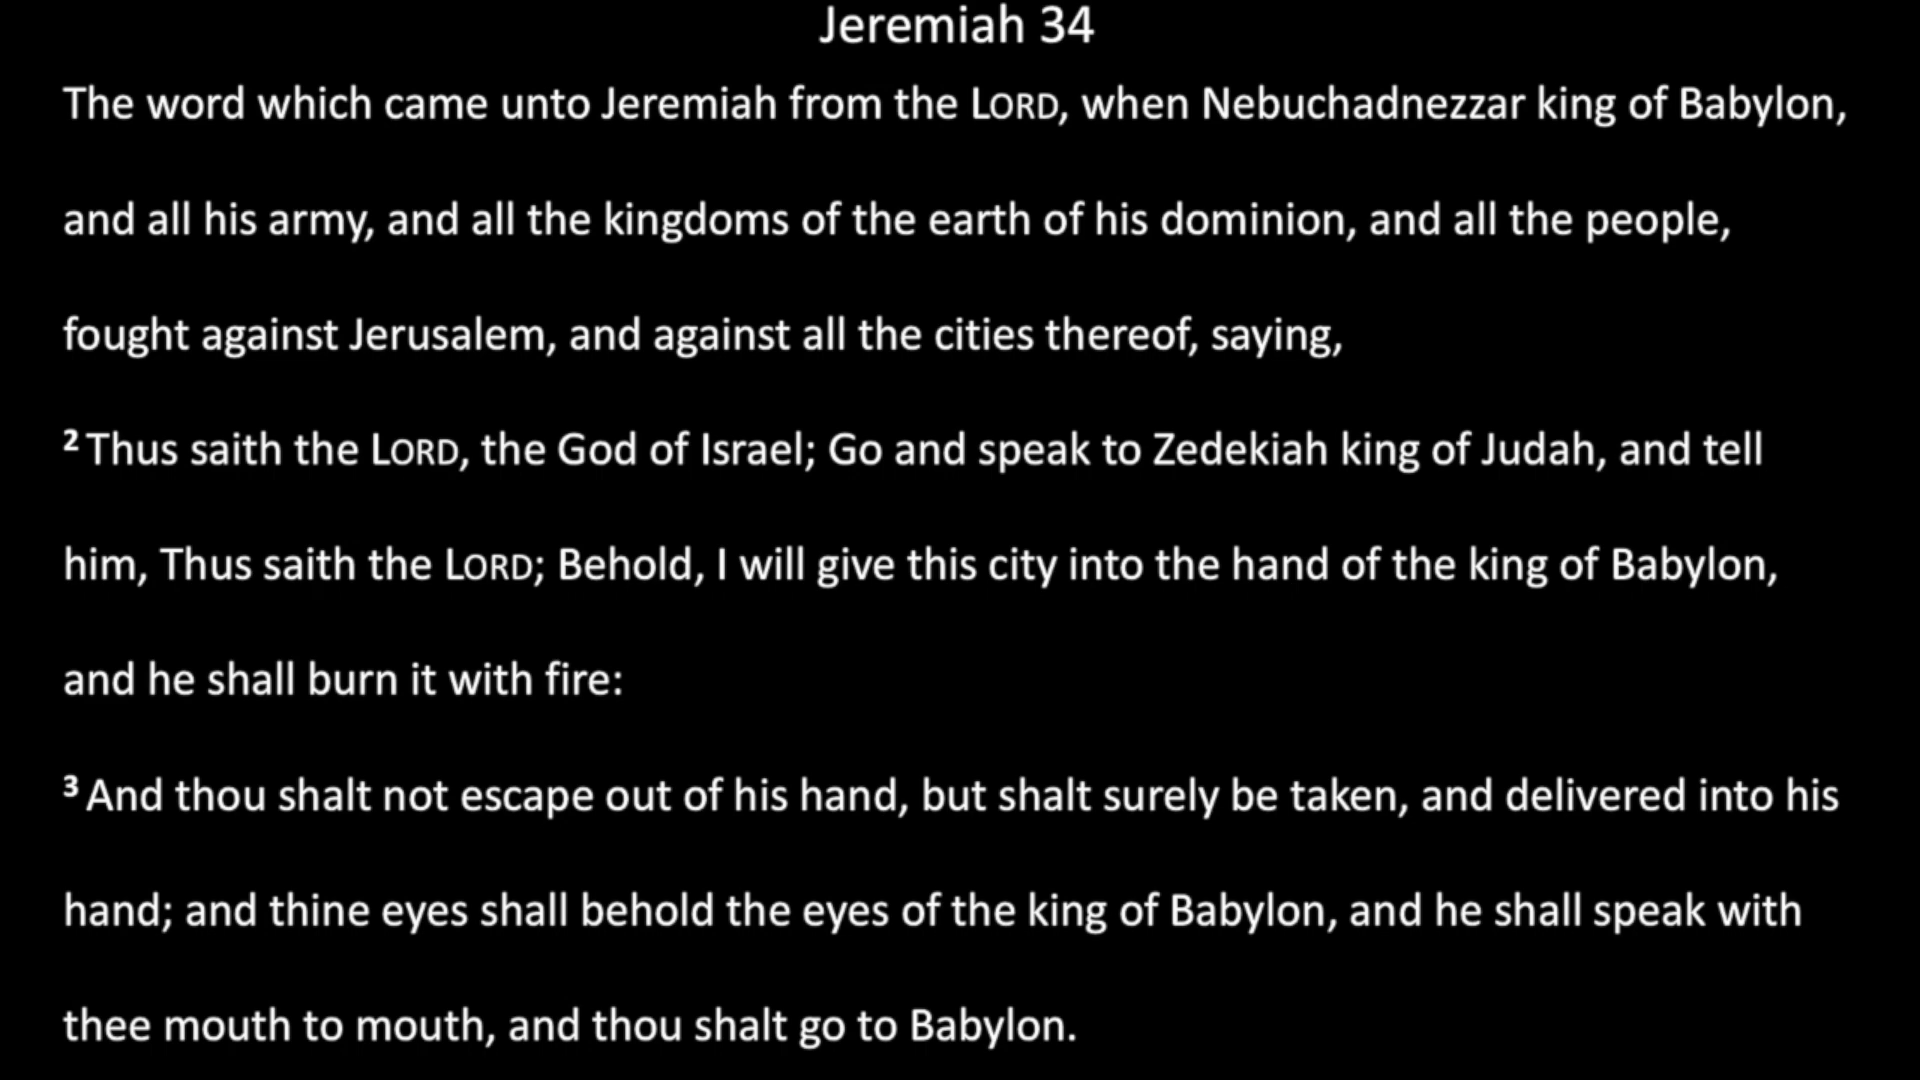 Jeremiah 34
The word which came unto Jeremiah from the LORD, when Nebuchadnezzar king of Babylon,
and all his army, and all the kingdoms of the earth of his dominion, and all the people,
fought against Jerusalem, and against all the cities thereof, saying,
2 Thus saith the LORD, the God of Israel; Go and speak to Zedekiah king of Judah, and tell
him, Thus saith the LORD; Behold, I will give this city into the hand of the king of Babylon,
and he shall burn it with fire:
3 And thou shalt not escape out of his hand, but shalt surely be taken, and delivered into his
hand; and thine eyes shall behold the eyes of the king of Babylon, and he shall speak with
thee mouth to mouth, and thou shalt go to Babylon.